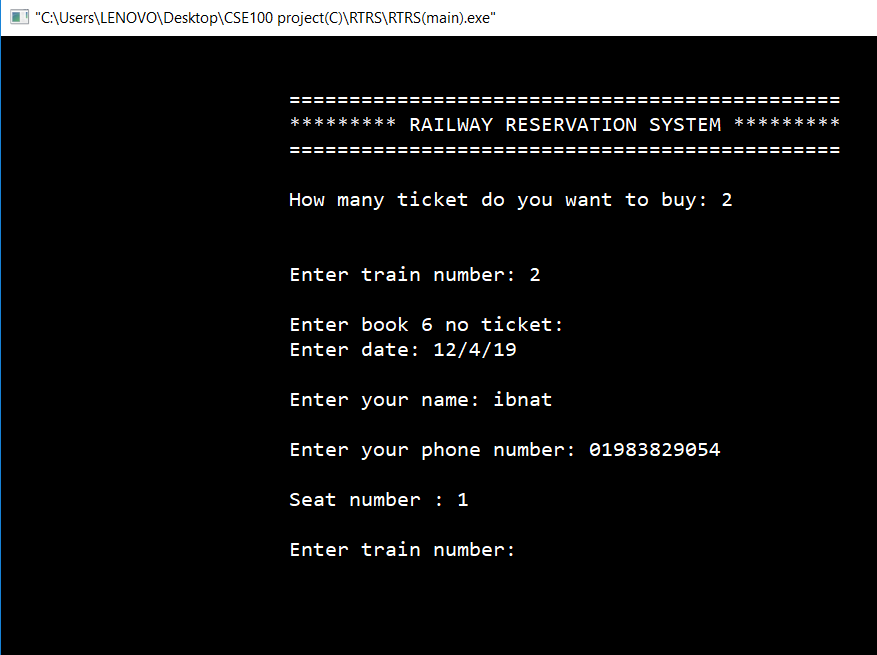 "C:\Users\LENOVO\Desktop\CSE100 project(C)\RTRS\RTRS(main).exe"
==============================================
********* RAILWAY RESERVATION SYSTEM *********
==============================================
How many ticket do you want to buy: 2
Enter train number: 2
Enter book 6 no ticket:
Enter date: 12/4/19
Enter your name: ibnat
Enter your phone number: 01983829054
Seat number : 1
Enter train number: